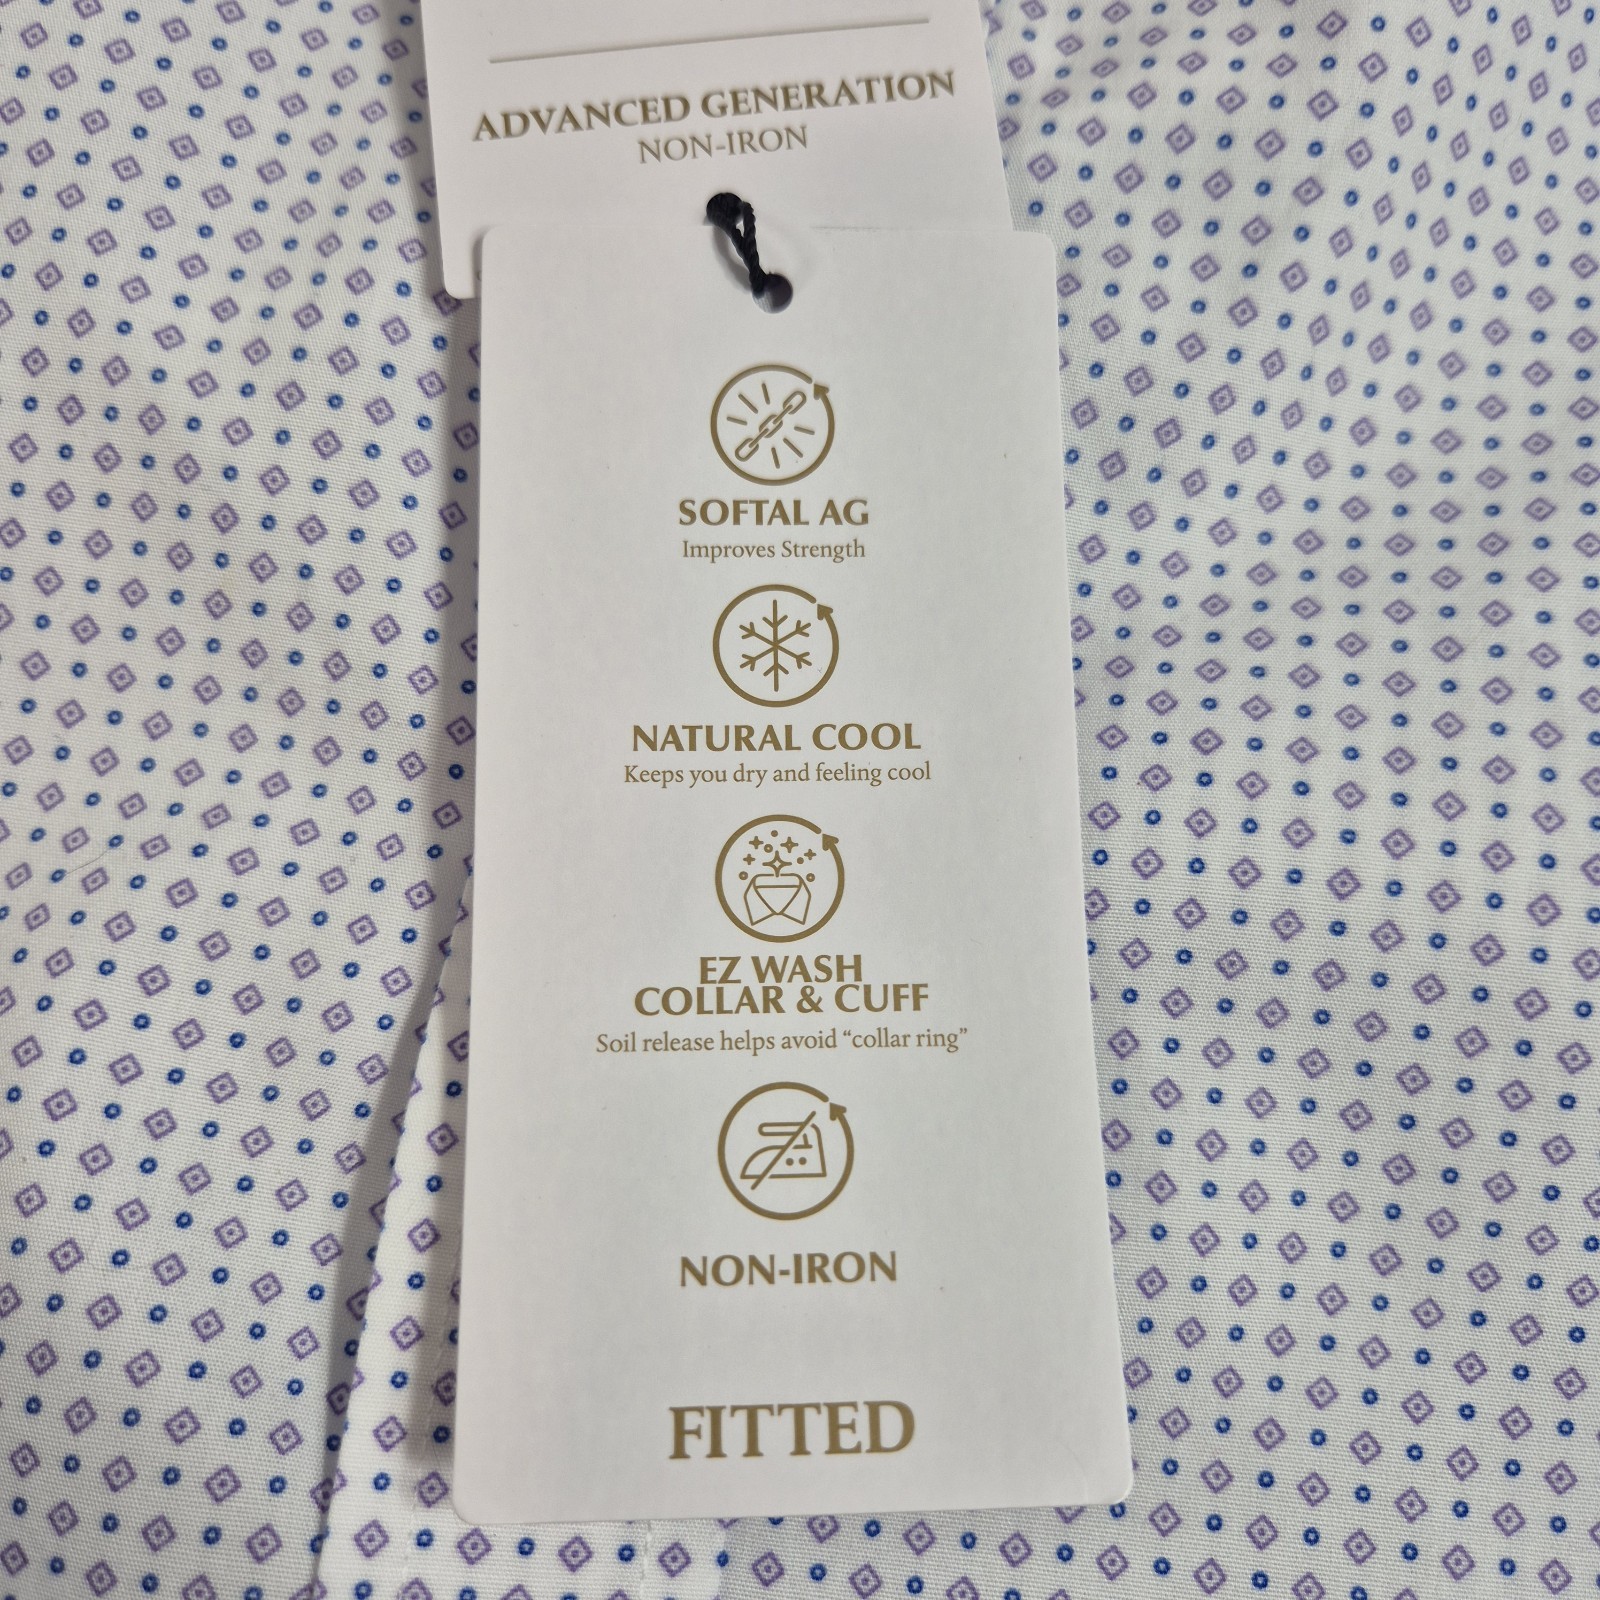 ADVANCED GENERATION
NON-IRON
SOFTAL AG
Improves Strength
NATURAL COOL
Keeps you dry and feeling cool
EZ WASH
COLLAR & CUFF
Soil release helps avoid “collar ring”
NON-IRON
FITTED